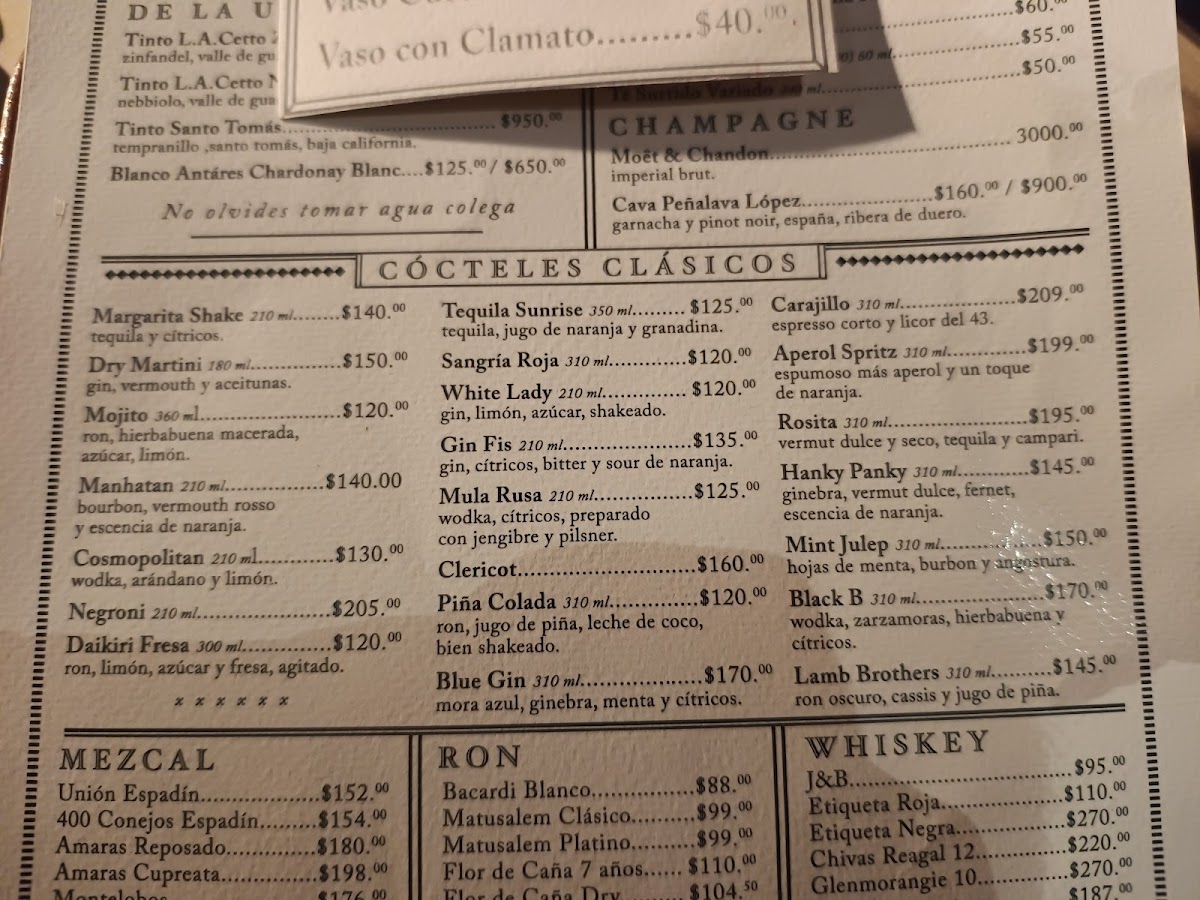 DE LA U
Tinto L.A.Cetto
zinfandel, valle de gu
Tinto L.A.Cetto N
nebbiolo, valle de gua
Tinto Santo Tomás.......................... $950.00
tempranillo ,santo tomás, baja california.
Blanco Antáres Chardonay Blanc....$125.00/ $650.00
No olvides tomar agua colega
Vaso con Clamato.........$40.00.
$60.00
$55.00
60 ml
$50.00
Té Surtido Variado
CHAMPAGNE
Moët & Chandon................................ 3000.00
imperial brut.
Cava Peñalava López.................$160.00 / $900.00
garnacha y pinot noir, españa, ribera de duero.
CÓCTELES CLÁSICOS
Margarita Shake 210 ml........$140.00
tequila y cítricos.
Dry Martini 180 ml..............$150.00
gin, vermouth y aceitunas.
Mojito 360 ml.....................$120.00
ron, hierbabuena macerada,
azúcar, limón.
Manhatan 210 ml...............$140.00
bourbon, vermouth rosso
y escencia de naranja.
Cosmopolitan 210 ml...........$130.00
wodka, arándano y limón.
Negroni 210 ml...................$205.00
Daikiri Fresa 300 ml.............$120.00
ron, limón, azúcar y fresa, agitado.
x x x x x x
Tequila Sunrise 350 ml......... $125.00
tequila, jugo de naranja y granadina.
Sangría Roja 310 ml.............$120.00
White Lady 210 ml............... $120.00
gin, limón, azúcar, shakeado.
Gin Fis 210 ml.....................$135.00
gin, cítricos, bitter y sour de naranja.
Mula Rusa 210 ml................$125.00
wodka, cítricos, preparado
con jengibre y pilsner.
Clericot..............................$160.00
Piña Colada 310 ml..............$120.00
ron, jugo de piña, leche de coco,
bien shakeado.
Blue Gin 310 ml...................$170.00
mora azul, ginebra, menta y cítricos.
Carajillo 310 ml...................$209.00
espresso corto y licor del 43.
Aperol Spritz 310 ml.............$199.00
espumoso más aperol y un toque
de naranja.
Rosita 310 ml......................$195.00
vermut dulce y seco, tequila y campari.
Hanky Panky 310 ml............$145.00
ginebra, vermut dulce, fernet,
escencia de naranja.
Mint Julep 310 ml.................$150.00
hojas de menta, burbon y angostura.
Black B 310 ml.....................$170.00
wodka, zarzamoras, hierbabuena y
cítricos.
Lamb Brothers 310 ml..........$145.00
ron oscuro, cassis y jugo de piña.
MEZCAL
Unión Espadín..................$152.00
400 Conejos Espadín.........$154.00
Amaras Reposado..............$180.00
Amaras Cupreata...............$198.00
Montelobos $176.00
RON
Bacardi Blanco..................$88.00
Matusalem Clásico.............$99.00
Matusalem Platino.............$99.00
Flor de Caña 7 años...... $110.00
Flor de Caña Dry $104.50
WHISKEY
J&B...................................$95.00
Etiqueta Roja....................$110.00
Etiqueta Negra..................$270.00
Chivas Reagal 12...............$220.00
Glenmorangie 10...............$270.00
$187.00